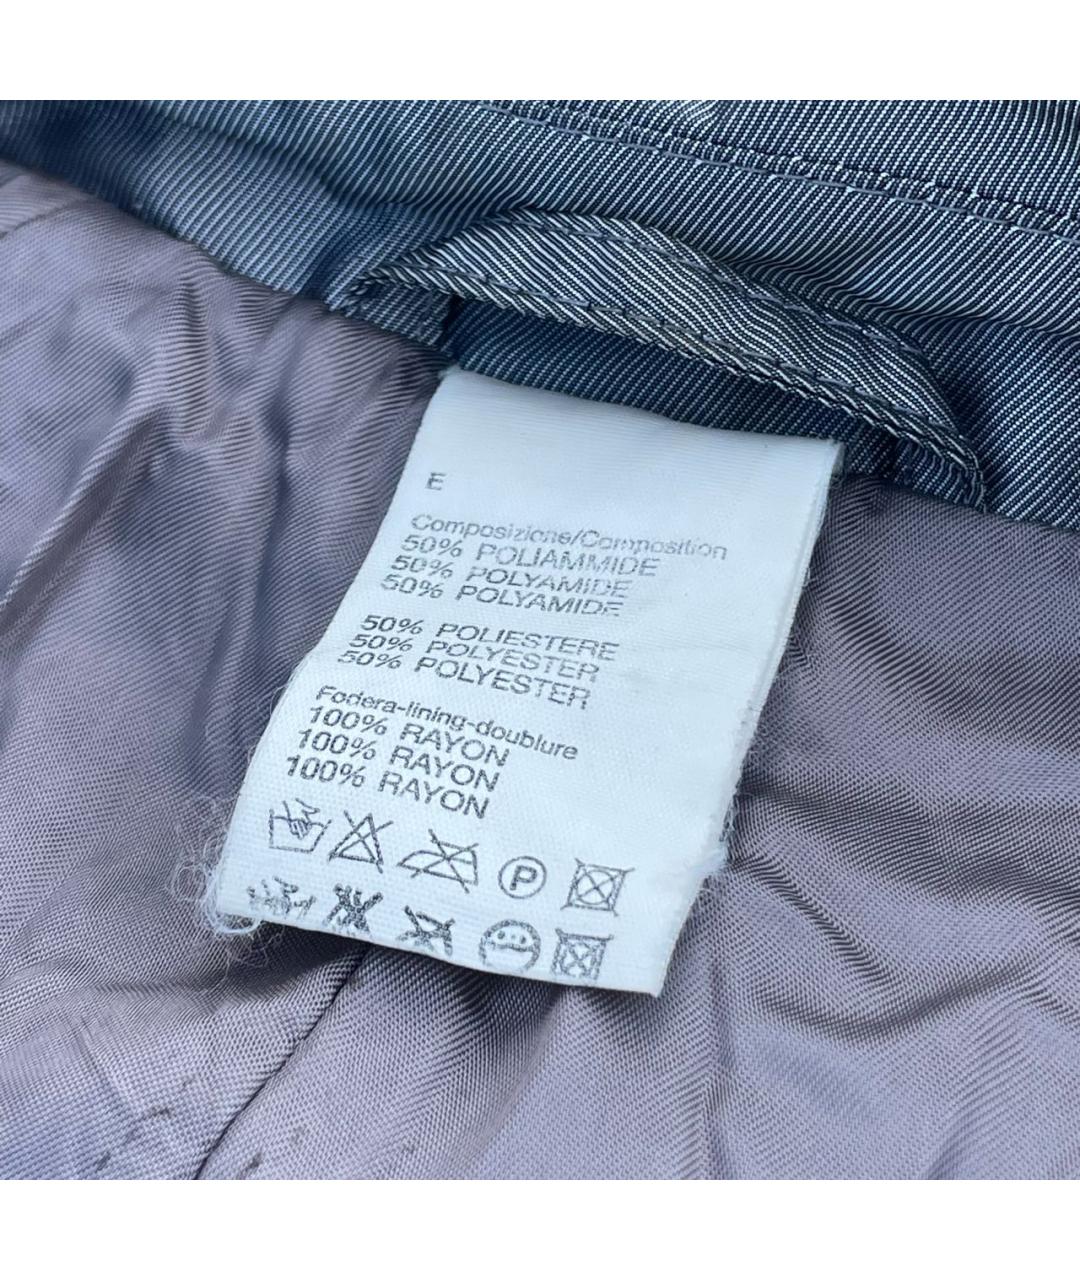 E
Composizione/Composition
50% POLIAMMIDE
50% POLYAMIDE
50% POLYAMIDE
50% POLIESTERE
50% POLYESTER
50% POLYESTER
Fodera-lining-doublure
100% RAYON
100% RAYON
100% RAYON
P